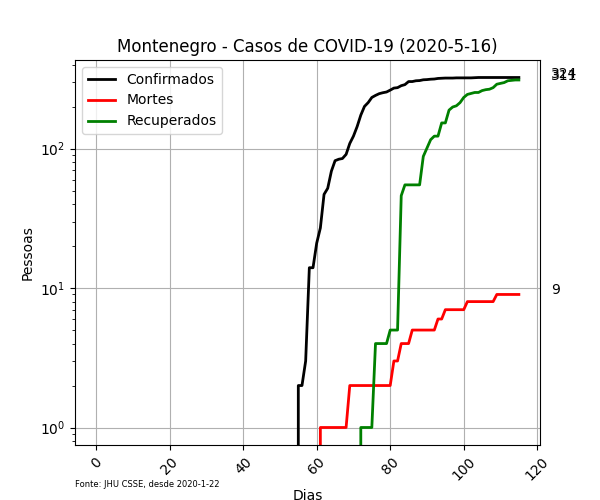 Montenegro - Casos de COVID-19 (2020-5-16)
Confirmados
Mortes
Recuperados
324
311
9
Pessoas
10²
10¹
10⁰
0 20 40 60 80 100 120
Fonte: JHU CSSE, desde 2020-1-22
Dias